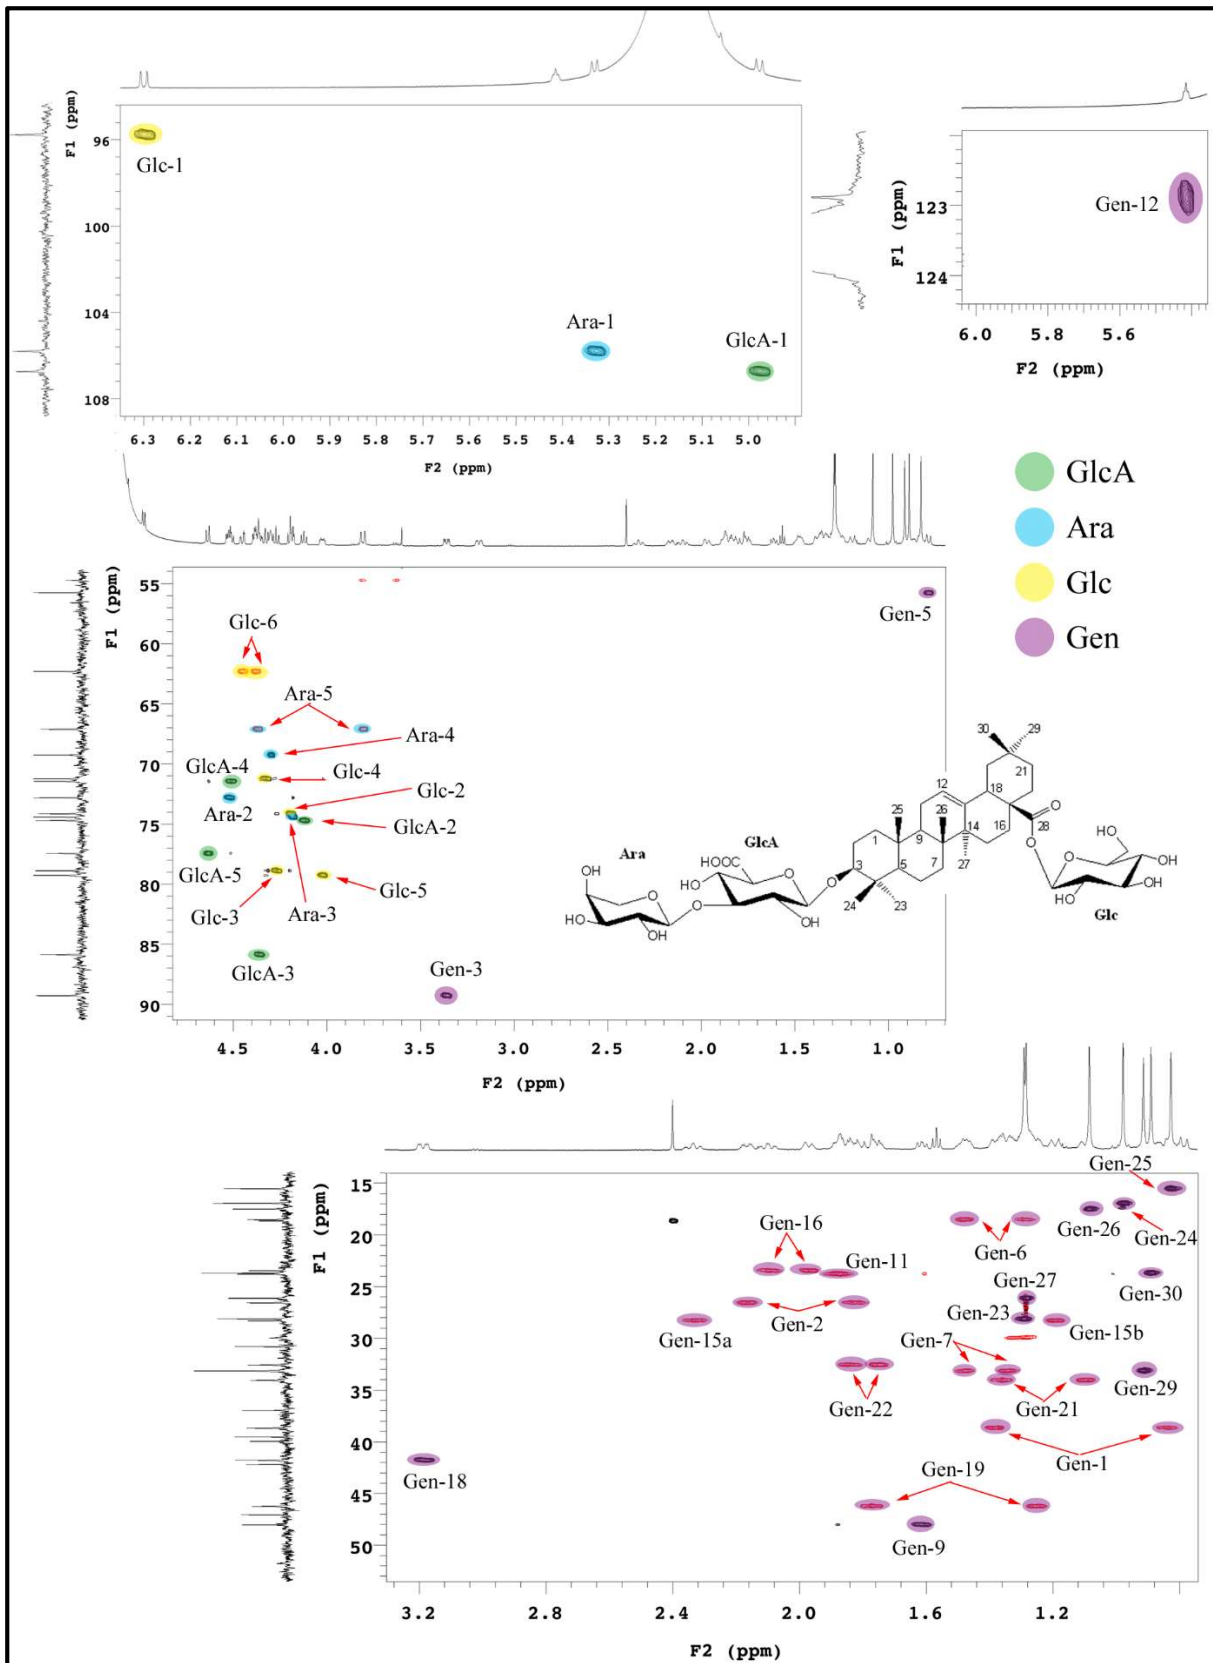 F1 (ppm)
96
100
104
108
Glc-1
Ara-1
GlcA-1
6.3 6.2 6.1 6.0 5.9 5.8 5.7 5.6 5.5 5.4 5.3 5.2 5.1 5.0
F2 (ppm)
F1 (ppm)
123
124
Gen-12
6.0 5.8 5.6
F2 (ppm)
GlcA
Ara
Glc
Gen
F1 (ppm)
55
60
65
70
75
80
85
90
Gen-5
Glc-6
Ara-5
Ara-4
GlcA-4
Glc-4
Glc-2
Ara-2
GlcA-2
GlcA-5
Glc-5
Glc-3
Ara-3
GlcA-3
Gen-3
4.5 4.0 3.5 3.0 2.5 2.0 1.5 1.0
F2 (ppm)
30
29
21
12
18
25
26
O
1
9
14
16
28
HO
GlcA
Ara
HOOC
3
5
7
27
O
O
OH
OH
HO
O
HO
O
O
O
OH
HO
O
OH
OH
24
23
HO
Glc
F1 (ppm)
15
20
25
30
35
40
45
50
Gen-25
Gen-16
Gen-26
Gen-24
Gen-6
Gen-11
Gen-27
Gen-30
Gen-23
Gen-2
Gen-15a
Gen-15b
Gen-7
Gen-29
Gen-22
Gen-21
Gen-1
Gen-18
Gen-19
Gen-9
3.2 2.8 2.4 2.0 1.6 1.2
F2 (ppm)